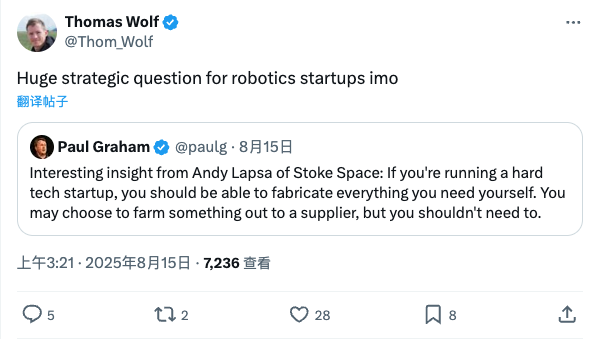 Thomas Wolf
@Thom_Wolf
Huge strategic question for robotics startups imo
翻译帖子
Paul Graham @paulg · 8月15日
Interesting insight from Andy Lapsa of Stoke Space: If you're running a hard
tech startup, you should be able to fabricate everything you need yourself. You
may choose to farm something out to a supplier, but you shouldn't need to.
上午3:21 · 2025年8月15日 · 7,236 查看
5 2 28 8